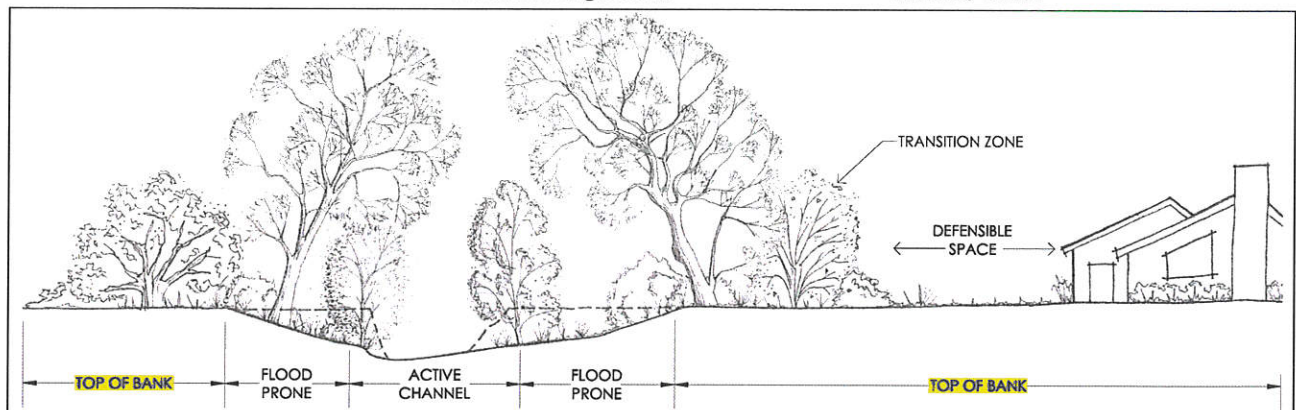 TRANSITION ZONE
DEFENSIBLE
SPACE
TOP OF BANK
FLOOD
PRONE
ACTIVE
CHANNEL
FLOOD
PRONE
TOP OF BANK